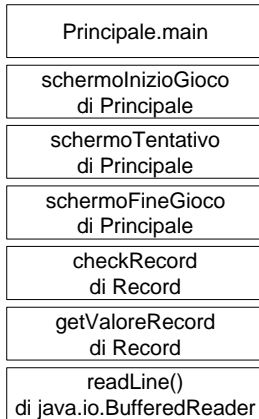 Principale.main
schermoInizioGioco
di Principale
schermoTentativo
di Principale
schermoFineGioco
di Principale
checkRecord
di Record
getValoreRecord
di Record
readLine()
di java.io.BufferedReader